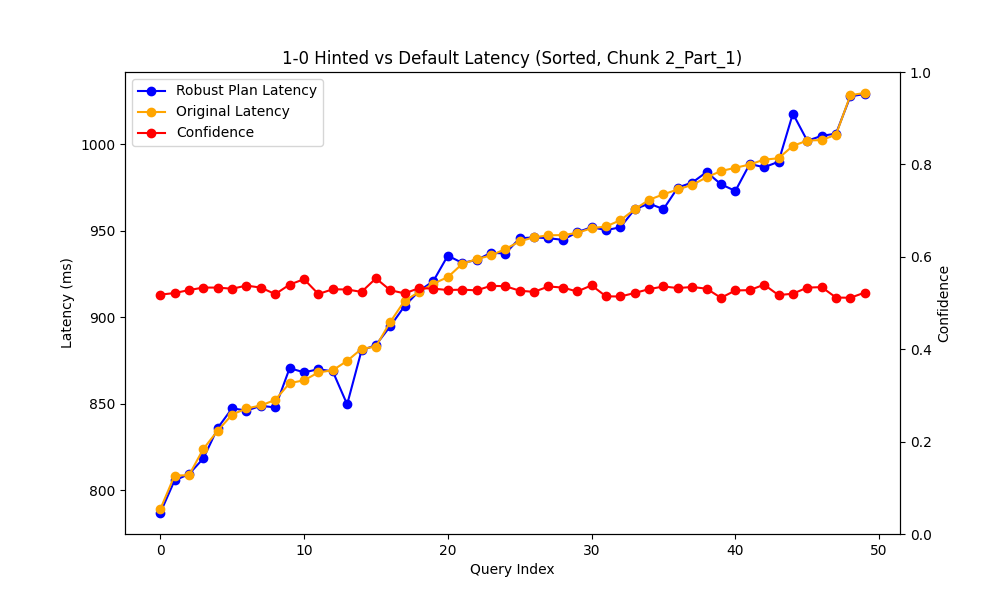 1-0 Hinted vs Default Latency (Sorted, Chunk 2_Part_1)
Robust Plan Latency
Original Latency
Confidence
Latency (ms)
1000
950
900
850
800
1.0
0.8
0.6
0.4
0.2
0.0
Confidence
0 10 20 30 40 50
Query Index